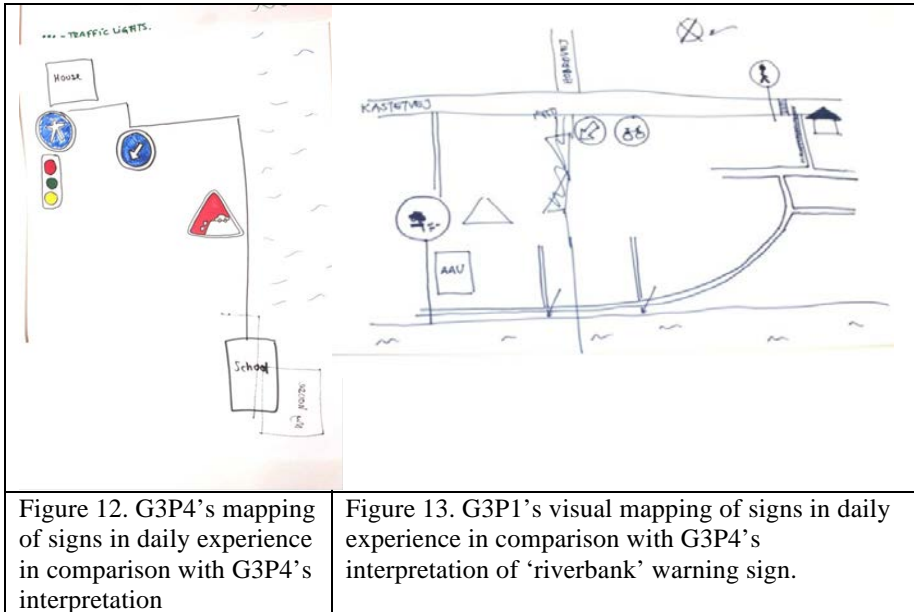 ... - TRAFFIC LIGHTS.
House
School
KASTETVEJ
AAU
Figure 12. G3P4’s mapping
of signs in daily experience
in comparison with G3P4’s
interpretation
Figure 13. G3P1’s visual mapping of signs in daily
experience in comparison with G3P4’s
interpretation of ‘riverbank’ warning sign.